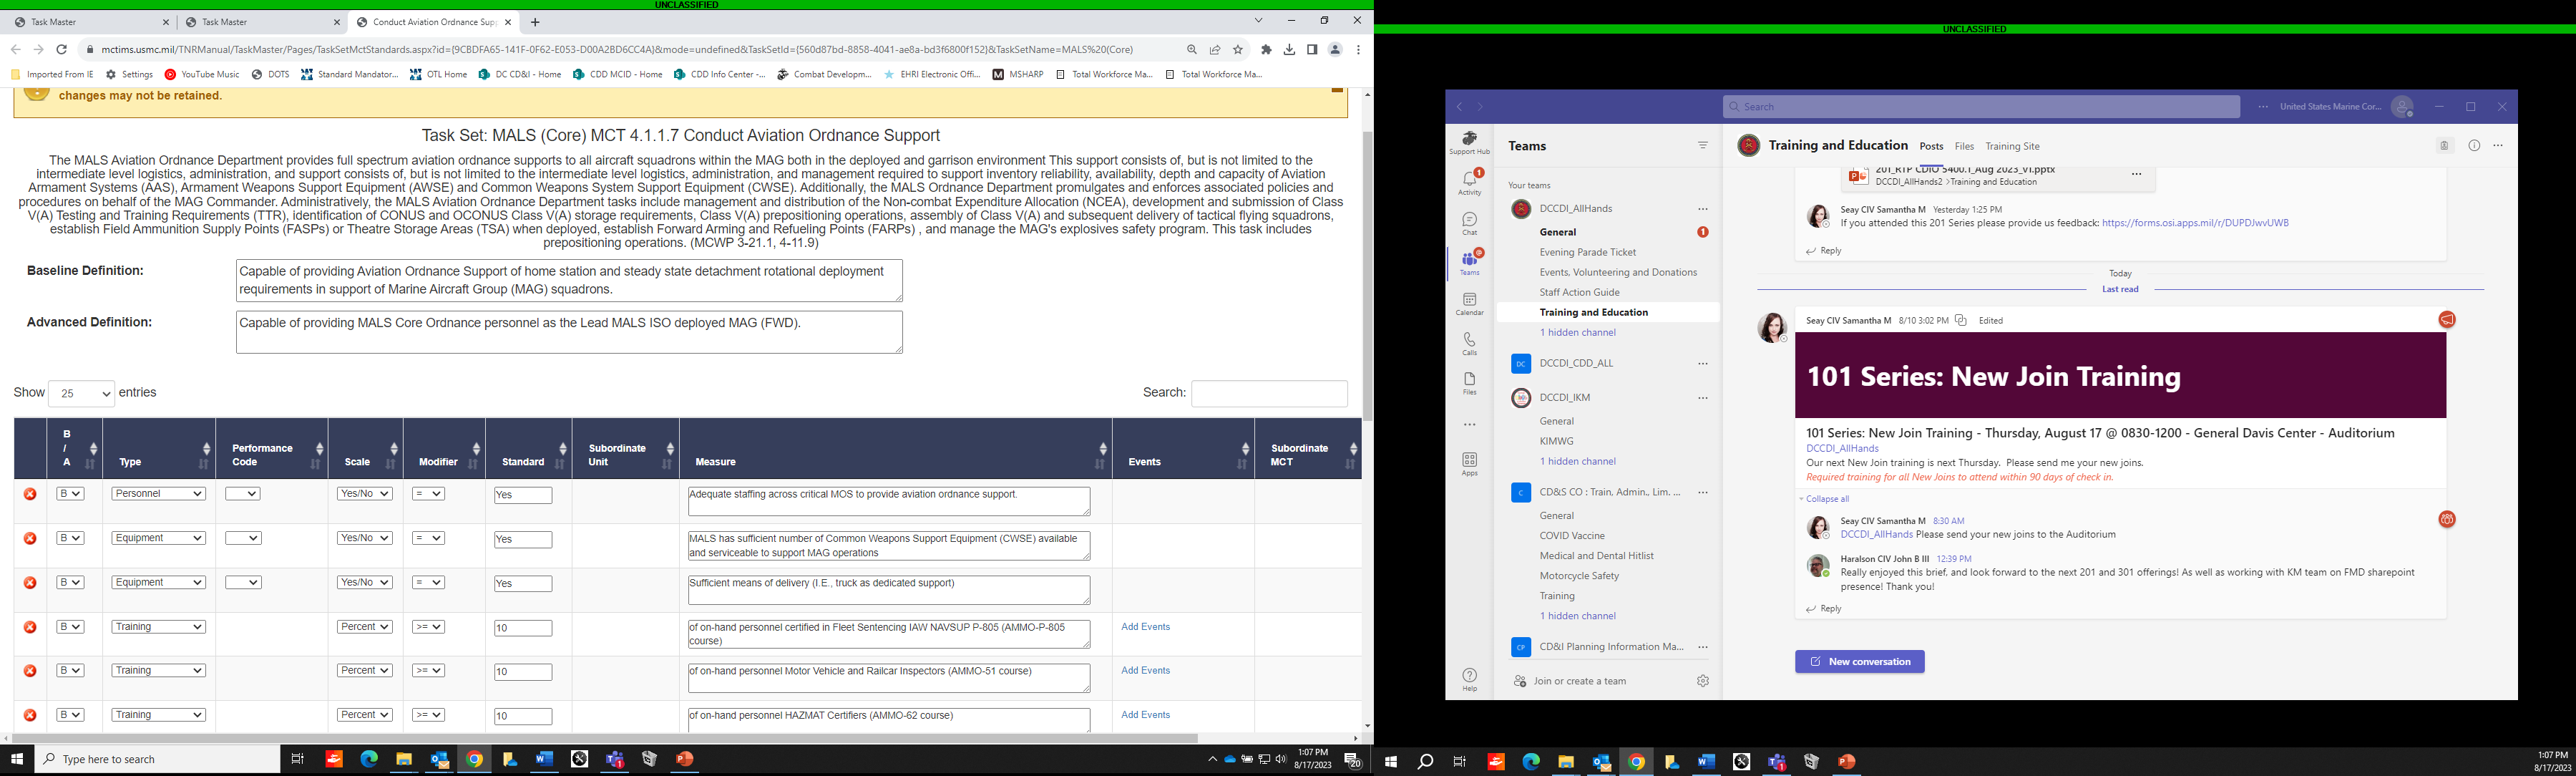 UNCLASSIFIED
Task Master
Task Master
Conduct Aviation Ordnance Sup
mctims.usmc.mil/TNRManual/TaskMaster/Pages/TaskSetMctStandards.aspx?id={9CBDFA65-141F-0F62-E053-D00A2BD6CC4A}&mode=undefined&TaskSetId={560d87bd-8858-4041-ae8a-bd3f6800f152}&TaskSetName=MALS%20(Core)
Imported From IE Settings YouTube Music DOTS Standard Mandator... OTL Home DC CD&I - Home CDD MCID - Home CDD Info Center -... Combat Developm... EHRI Electronic Offi... MSHARP Total Workforce Ma... Total Workforce Ma...
changes may not be retained.
Task Set: MALS (Core) MCT 4.1.1.7 Conduct Aviation Ordnance Support
The MALS Aviation Ordnance Department provides full spectrum aviation ordnance supports to all aircraft squadrons within the MAG both in the deployed and garrison environment This support consists of, but is not limited to the
intermediate level logistics, administration, and support consists of, but is not limited to the intermediate level logistics, administration, and management required to support inventory reliability, availability, depth and capacity of Aviation
Armament Systems (AAS), Armament Weapons Support Equipment (AWSE) and Common Weapons System Support Equipment (CWSE). Additionally, the MALS Ordnance Department promulgates and enforces associated policies and
procedures on behalf of the MAG Commander. Administratively, the MALS Aviation Ordnance Department tasks include management and distribution of the Non-combat Expenditure Allocation (NCEA), development and submission of Class
V(A) Testing and Training Requirements (TTR), identification of CONUS and OCONUS Class V(A) storage requirements, Class V(A) prepositioning operations, assembly of Class V(A) and subsequent delivery of tactical flying squadrons,
establish Field Ammunition Supply Points (FASPs) or Theatre Storage Areas (TSA) when deployed, establish Forward Arming and Refueling Points (FARPs) , and manage the MAG's explosives safety program. This task includes
prepositioning operations. (MCWP 3-21.1, 4-11.9)
Baseline Definition:
Capable of providing Aviation Ordnance Support of home station and steady state detachment rotational deployment
requirements in support of Marine Aircraft Group (MAG) squadrons.
Advanced Definition:
Capable of providing MALS Core Ordnance personnel as the Lead MALS ISO deployed MAG (FWD).
Show 25 entries
Search:
B / A Type Performance Code Scale Modifier Standard Subordinate Unit Measure Events Subordinate MCT
B Personnel Yes/No = Yes Adequate staffing across critical MOS to provide aviation ordnance support.
B Equipment Yes/No = Yes MALS has sufficient number of Common Weapons Support Equipment (CWSE) available
and serviceable to support MAG operations
B Equipment Yes/No = Yes Sufficient means of delivery (I.E., truck as dedicated support)
B Training Percent >= 10 of on-hand personnel certified in Fleet Sentencing IAW NAVSUP P-805 (AMMO-P-805 Add Events
course)
B Training Percent >= 10 of on-hand personnel Motor Vehicle and Railcar Inspectors (AMMO-51 course) Add Events
B Training Percent >= 10 of on-hand personnel HAZMAT Certifiers (AMMO-62 course) Add Events
Type here to search
1:07 PM
8/17/2023
20
UNCLASSIFIED
Search
United States Marine Cor...
Support Hub
Activity
1
Chat
Teams
Calendar
Calls
Files
Apps
Help
Teams
Your teams
DCCDI_AllHands
General
1
Evening Parade Ticket
Events, Volunteering and Donations
Staff Action Guide
Training and Education
1 hidden channel
DC
DCCDI_CDD_ALL
DCCDI_IKM
General
KIMWG
1 hidden channel
C
CD&S CO : Train, Admin., Lim. ...
General
COVID Vaccine
Medical and Dental Hitlist
Motorcycle Safety
Training
1 hidden channel
CP
CD&I Planning Information Ma...
Join or create a team
Training and Education Posts Files Training Site
201_RTP CDIO 5400.1_Aug 2023_v1.pptx
DCCDI_AllHands2 > Training and Education
Seay CIV Samantha M Yesterday 1:25 PM
If you attended this 201 Series please provide us feedback: https://forms.osi.apps.mil/r/DUPDJwvUWB
Reply
Today
Last read
Seay CIV Samantha M 8/10 3:02 PM Edited
101 Series: New Join Training
101 Series: New Join Training - Thursday, August 17 @ 0830-1200 - General Davis Center - Auditorium
DCCDI_AllHands
Our next New Join training is next Thursday. Please send me your new joins.
Required training for all New Joins to attend within 90 days of check in.
Collapse all
Seay CIV Samantha M 8:30 AM
DCCDI_AllHands Please send your new joins to the Auditorium
Haralson CIV John B III 12:39 PM
Really enjoyed this brief. and look forward to the next 201 and 301 offerings! As well as working with KM team on FMD sharepoint
presence! Thank you!
Reply
New conversation
1:07 PM
8/17/2023